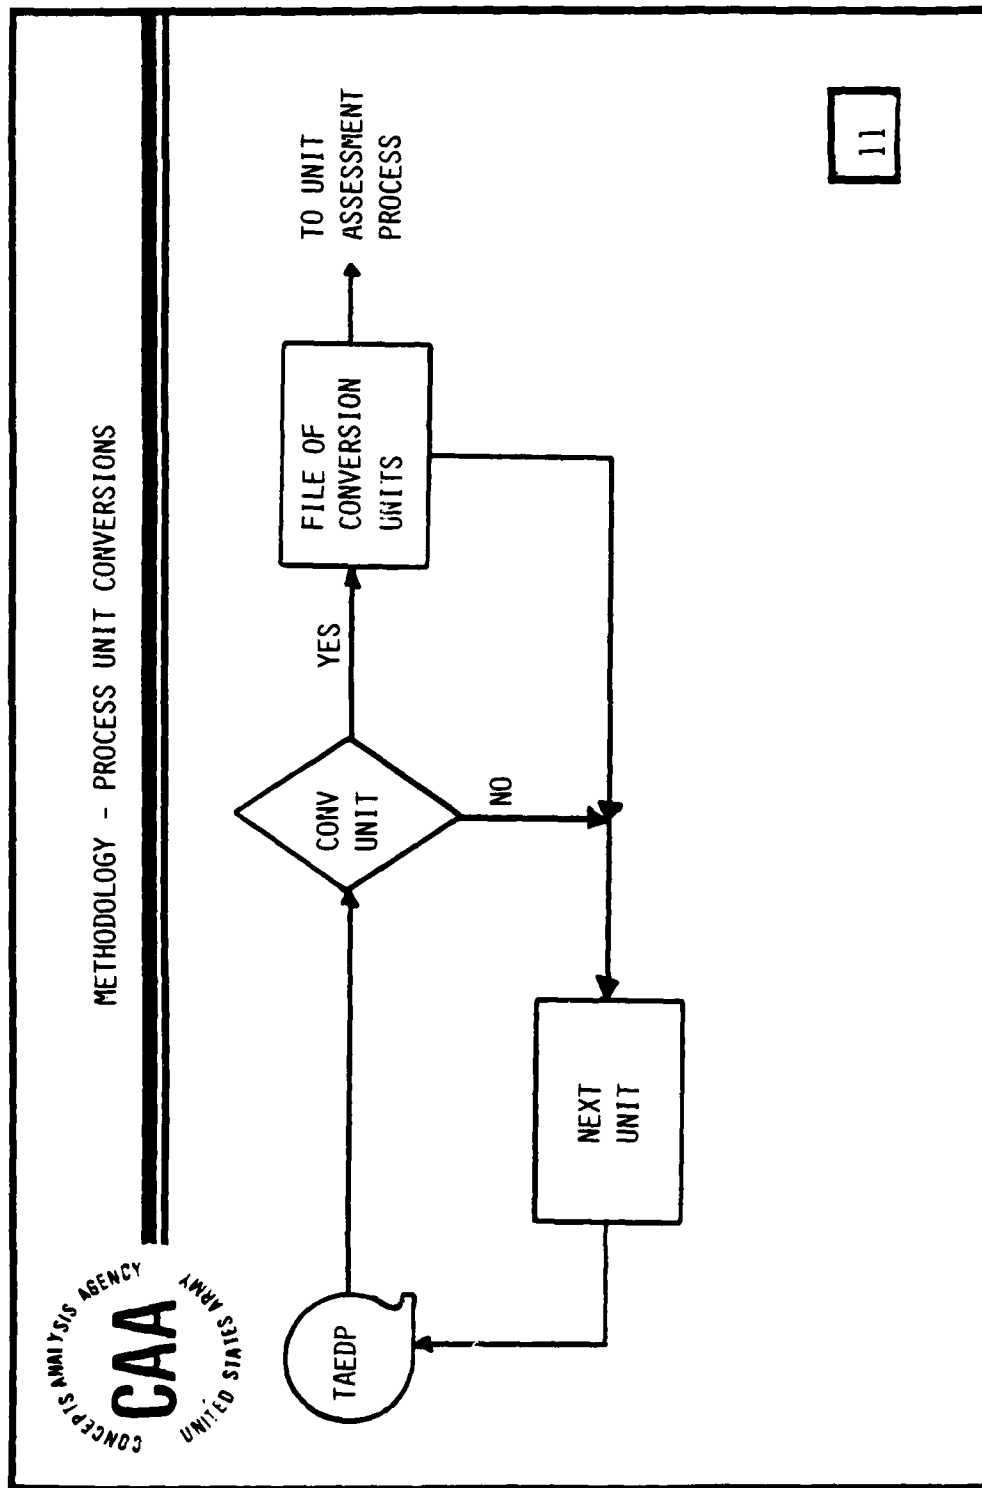 CONCEPTS ANALYSIS AGENCY
CAA
UNITED STATES ARMY
METHODOLOGY - PROCESS UNIT CONVERSIONS
TAEDP
CONV
UNIT
YES
NO
FILE OF
CONVERSION
UNITS
TO UNIT
ASSESSMENT
PROCESS
NEXT
UNIT
11